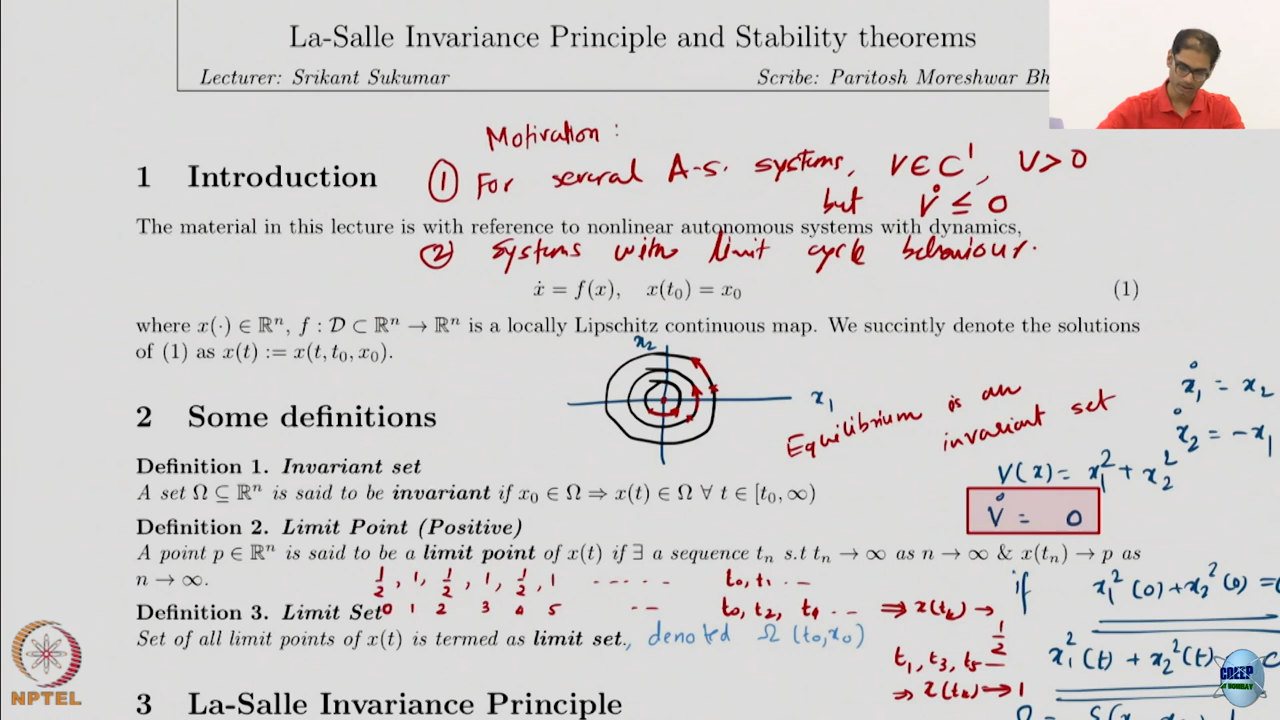 La-Salle Invariance Principle and Stability theorems
Lecturer: Srikant Sukumar
Scribe: Paritosh Moreshwar Bh
Motivation :
① For several A.S. systems, V∈C¹, V>0
but V̇ ≤ 0
1 Introduction
The material in this lecture is with reference to nonlinear autonomous systems with dynamics,
② systems with limit cycle behaviour.
ẋ = f(x), x(t₀) = x₀ (1)
where x(·) ∈ ℝⁿ, f : 𝒟 ⊂ ℝⁿ → ℝⁿ is a locally Lipschitz continuous map. We succintly denote the solutions
of (1) as x(t) := x(t, t₀, x₀).
x₂
x₁
Equilibrium is an
invariant set
ẋ₁ = x₂
ẋ₂ = -x₁
V(x) = x₁² + x₂²
V̇ = 0
2 Some definitions
Definition 1. Invariant set
A set Ω ⊆ ℝⁿ is said to be invariant if x₀ ∈ Ω ⇒ x(t) ∈ Ω ∀ t ∈ [t₀, ∞)
Definition 2. Limit Point (Positive)
A point p ∈ ℝⁿ is said to be a limit point of x(t) if ∃ a sequence tₙ s.t tₙ → ∞ as n → ∞ & x(tₙ) → p as
n → ∞.
½, 1, ½, 1, ½, 1 ...... t₀, t₁ ...
if x₁²(0)+x₂²(0) =
Definition 3. Limit Set
0 1 2 3 4 5 ... t₀, t₂, t₄ ... ⇒ x(tₖ) → ½
Set of all limit points of x(t) is termed as limit set., denoted Ω(t₀,x₀)
t₁, t₃, t₅
⇒ x(tₖ) → 1
x₁²(t) + x₂²(t)
3 La-Salle Invariance Principle
NPTEL
CDEEP
IIT BOMBAY